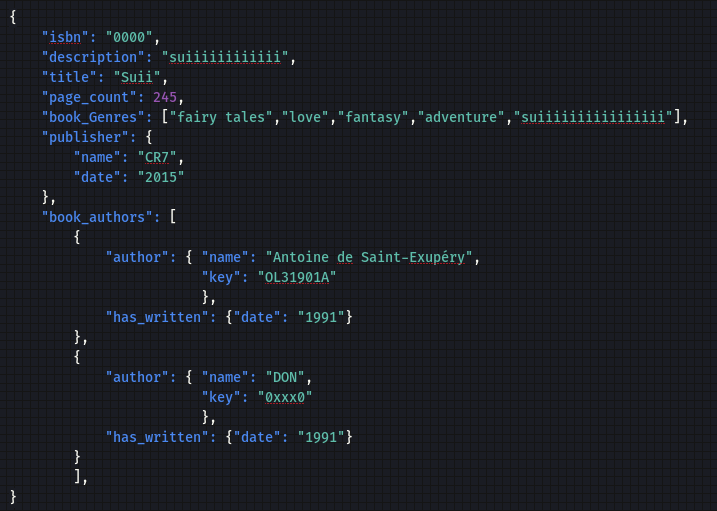 {
"isbn": "0000",
"description": "suiiiiiiiiiiii",
"title": "Suii",
"page_count": 245,
"book_Genres": ["fairy tales","love","fantasy","adventure","suiiiiiiiiiiiiiiii"],
"publisher": {
"name": "CR7",
"date": "2015"
},
"book_authors": [
{
"author": { "name": "Antoine de Saint-Exupéry",
"key": "OL31901A"
},
"has_written": {"date": "1991"}
},
{
"author": { "name": "DON",
"key": "0xxx0"
},
"has_written": {"date": "1991"}
}
],
}